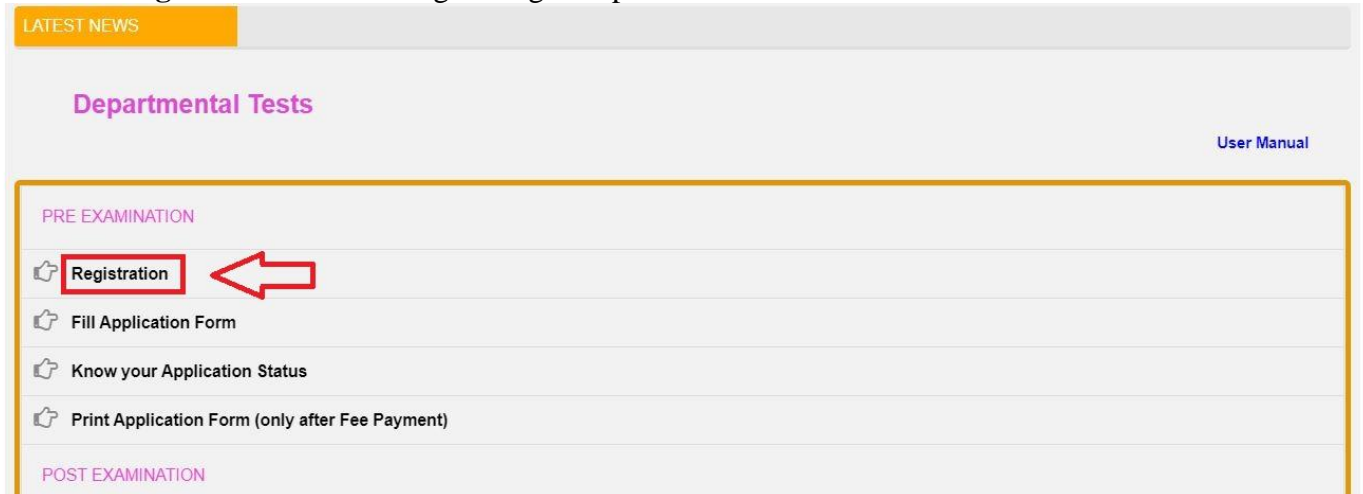 LATEST NEWS
Departmental Tests
User Manual
PRE EXAMINATION
Registration
Fill Application Form
Know your Application Status
Print Application Form (only after Fee Payment)
POST EXAMINATION